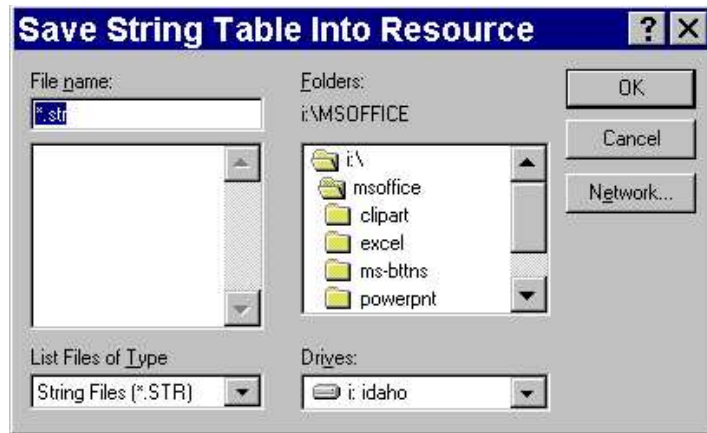 Save String Table Into Resource
File name:
*.str
Folders:
i:\MSOFFICE
i:\
msoffice
clipart
excel
ms-bttns
powerpnt
OK
Cancel
Network...
List Files of Type
String Files (*.STR)
Drives:
i: idaho